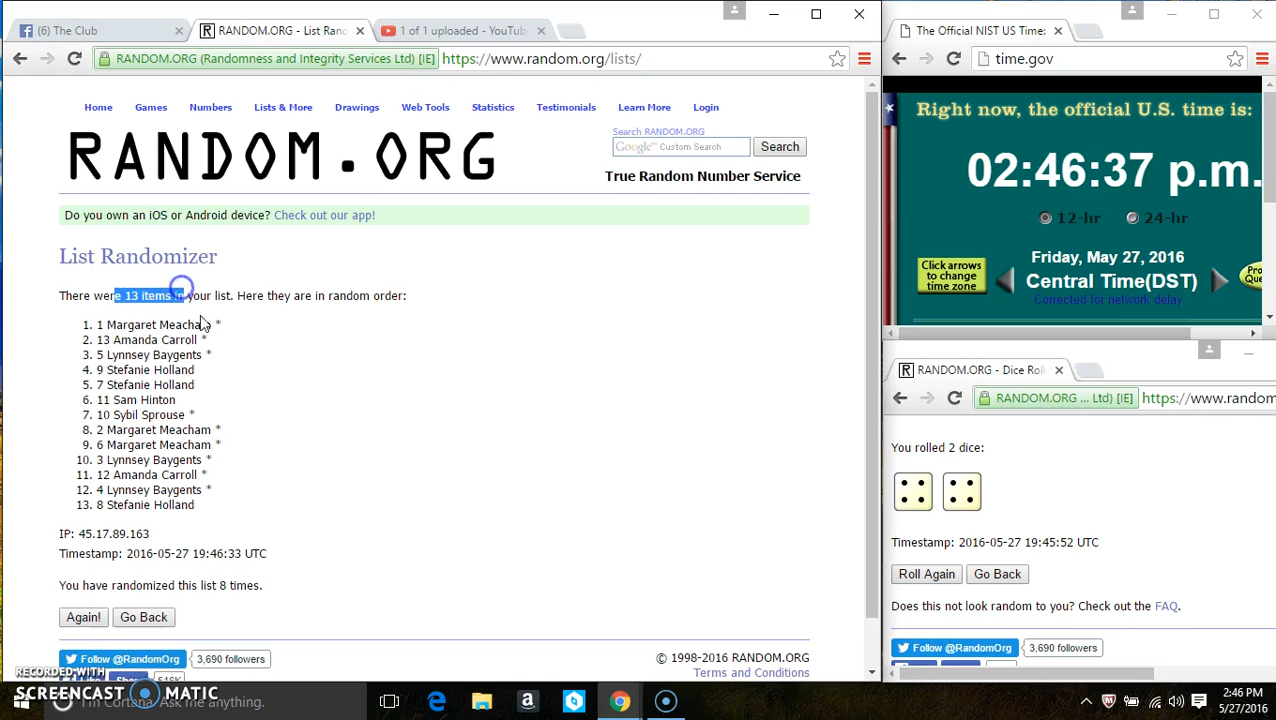 (6) The Club
RANDOM.ORG - List Rand
1 of 1 uploaded - YouTub
RANDOM.ORG (Randomness and Integrity Services Ltd) [IE]
https://www.random.org/lists/
Home Games Numbers Lists & More Drawings Web Tools Statistics Testimonials Learn More Login
RANDOM.ORG
Search RANDOM.ORG
Google™ Custom Search
Search
True Random Number Service
Do you own an iOS or Android device? Check out our app!
List Randomizer
There were 13 items in your list. Here they are in random order:
1. 1 Margaret Meacham *
2. 13 Amanda Carroll *
3. 5 Lynnsey Baygents *
4. 9 Stefanie Holland
5. 7 Stefanie Holland
6. 11 Sam Hinton
7. 10 Sybil Sprouse *
8. 2 Margaret Meacham *
9. 6 Margaret Meacham *
10. 3 Lynnsey Baygents *
11. 12 Amanda Carroll *
12. 4 Lynnsey Baygents *
13. 8 Stefanie Holland
IP: 45.17.89.163
Timestamp: 2016-05-27 19:46:33 UTC
You have randomized this list 8 times.
Again! Go Back
Follow @RandomOrg 3,690 followers
© 1998-2016 RANDOM.ORG
Terms and Conditions
RECORDED WITH
SCREENCAST MATIC
I'm Cortana. Ask me anything.
The Official NIST US Time:
time.gov
Right now, the official U.S. time is:
02:46:37 p.m.
12-hr 24-hr
Friday, May 27, 2016
Central Time(DST)
Corrected for network delay
Click arrows
to change
time zone
RANDOM.ORG - Dice Roll
RANDOM.ORG ... Ltd) [IE]
https://www.random
You rolled 2 dice:
Timestamp: 2016-05-27 19:45:52 UTC
Roll Again Go Back
Does this not look random to you? Check out the FAQ.
Follow @RandomOrg 3,690 followers
2:46 PM
5/27/2016